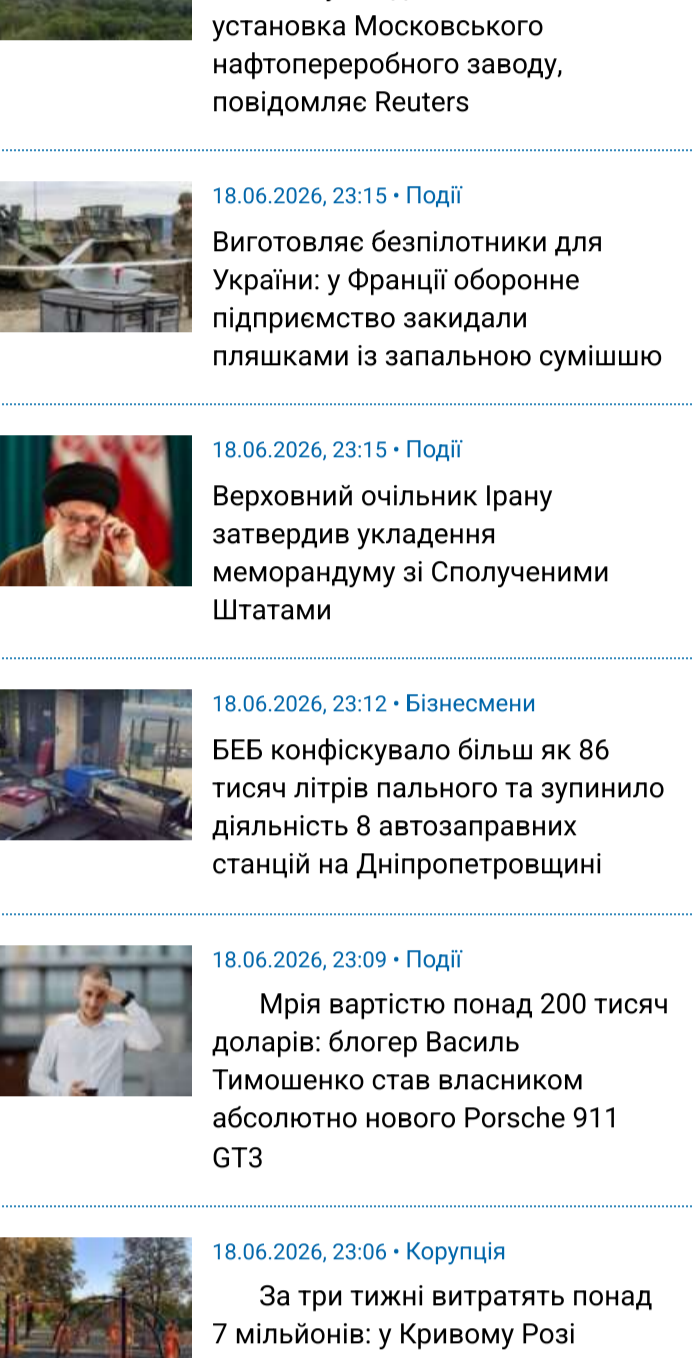 установка Московського
нафтопереробного заводу,
повідомляє Reuters
18.06.2026, 23:15 • Події
Виготовляє безпілотники для
України: у Франції оборонне
підприємство закидали
пляшками із запальною сумішшю
18.06.2026, 23:15 • Події
Верховний очільник Ірану
затвердив укладення
меморандуму зі Сполученими
Штатами
18.06.2026, 23:12 • Бізнесмени
БЕБ конфіскувало більш як 86
тисяч літрів пального та зупинило
діяльність 8 автозаправних
станцій на Дніпропетровщині
18.06.2026, 23:09 • Події
Мрія вартістю понад 200 тисяч
доларів: блогер Василь
Тимошенко став власником
абсолютно нового Porsche 911
GT3
18.06.2026, 23:06 • Корупція
За три тижні витратять понад
7 мільйонів: у Кривому Розі